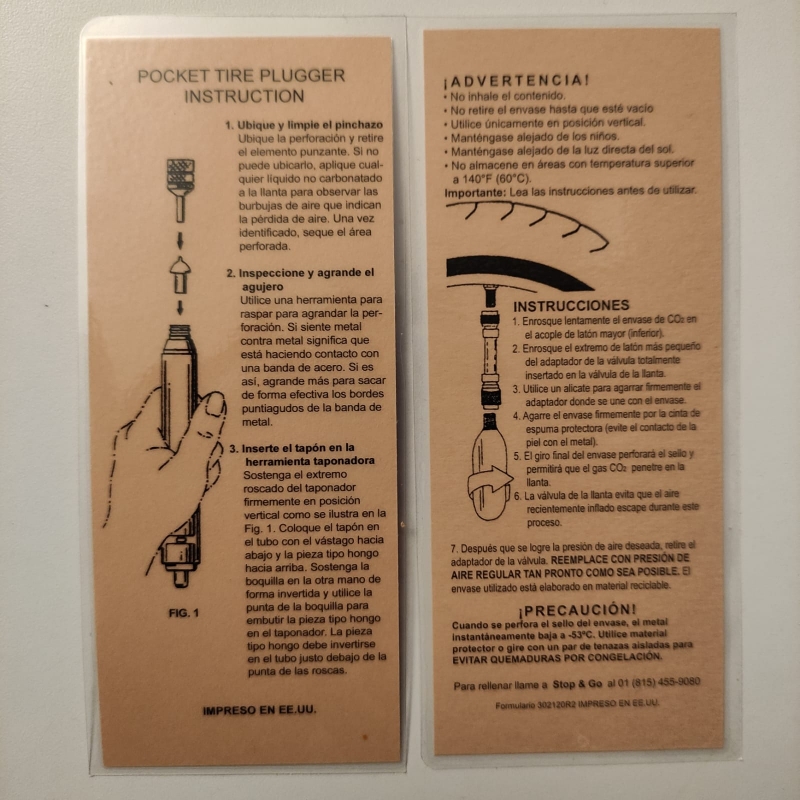 POCKET TIRE PLUGGER
INSTRUCTION
1. Ubique y limpie el pinchazo
Ubique la perforación y retire
el elemento punzante. Si no
puede ubicarlo, aplique cual-
quier líquido no carbonatado
a la llanta para observar las
burbujas de aire que indican
la pérdida de aire. Una vez
identificado, seque el área
perforada.
2. Inspeccione y agrande el
agujero
Utilice una herramienta para
raspar para agrandar la per-
foración. Si siente metal
contra metal significa que
está haciendo contacto con
una banda de acero. Si es
así, agrande más para sacar
de forma efectiva los bordes
puntiagudos de la banda de
metal.
3. Inserte el tapón en la
herramienta taponadora
Sostenga el extremo
roscado del taponador
firmemente en posición
vertical como se ilustra en la
Fig. 1. Coloque el tapón en
el tubo con el vástago hacia
abajo y la pieza tipo hongo
hacia arriba. Sostenga la
boquilla en la otra mano de
forma invertida y utilice la
punta de la boquilla para
embutir la pieza tipo hongo
en el taponador. La pieza
tipo hongo debe invertirse
en el tubo justo debajo de la
punta de las roscas.
FIG. 1
IMPRESO EN EE.UU.
¡ADVERTENCIA!
• No inhale el contenido.
• No retire el envase hasta que esté vacío
• Utilice únicamente en posición vertical.
• Manténgase alejado de los niños.
• Manténgase alejado de la luz directa del sol.
• No almacene en áreas con temperatura superior
a 140°F (60°C).
Importante: Lea las instrucciones antes de utilizar.
INSTRUCCIONES
1. Enrosque lentamente el envase de CO₂ en
el acople de latón mayor (inferior).
2. Enrosque el extremo de latón más pequeño
del adaptador de la válvula totalmente
insertado en la válvula de la llanta.
3. Utilice un alicate para agarrar firmemente el
adaptador donde se une con el envase.
4. Agarre el envase firmemente por la cinta de
espuma protectora (evite el contacto de la
piel con el metal).
5. El giro final del envase perforará el sello y
permitirá que el gas CO₂ penetre en la
llanta.
6. La válvula de la llanta evita que el aire
recientemente inflado escape durante este
proceso.
7. Después que se logre la presión de aire deseada, retire el
adaptador de la válvula. REEMPLACE CON PRESIÓN DE
AIRE REGULAR TAN PRONTO COMO SEA POSIBLE. El
envase utilizado está elaborado en material reciclable.
¡PRECAUCIÓN!
Cuando se perfora el sello del envase, el metal
instantáneamente baja a -53ºC. Utilice material
protector o gire con un par de tenazas aisladas para
EVITAR QUEMADURAS POR CONGELACIÓN.
Para rellenar llame a Stop & Go al 01 (815) 455-9080
Formulario 302120R2 IMPRESO EN EE.UU.